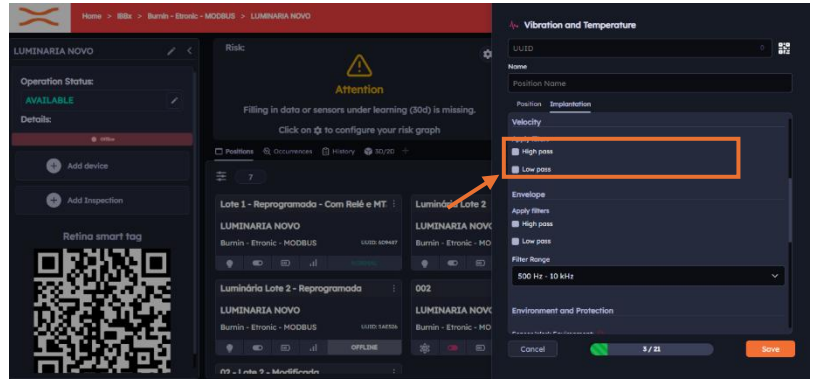 Home > IBBx > Burnin - Etronic - MODBUS > LUMINARIA NOVO
LUMINARIA NOVO
Operation Status:
AVAILABLE
Details:
Offline
Add device
Add Inspection
Retina smart tag
Risk:
Attention
Filling in data or sensors under learning (30d) is missing.
Click on to configure your risk graph
Positions Occurrences History 3D/2D +
7
Lote 1 - Reprogramada - Com Relé e MT
LUMINARIA NOVO
Burnin - Etronic - MODBUS
Luminária Lote 2
LUMINARIA NOVO
Burnin - Etronic - MO
Luminária Lote 2 - Reprogramada
LUMINARIA NOVO
Burnin - Etronic - MODBUS
OFFLINE
002
LUMINARIA NOVO
Burnin - Etronic - MO
02 - Lote 2 - Modificada
Vibration and Temperature
UUID
Name
Position Name
Position Implantation
Velocity
Apply filters
High pass
Low pass
Envelope
Apply filters
High pass
Low pass
Filter Range
500 Hz - 10 kHz
Environment and Protection
Cancel
3 / 21
Save